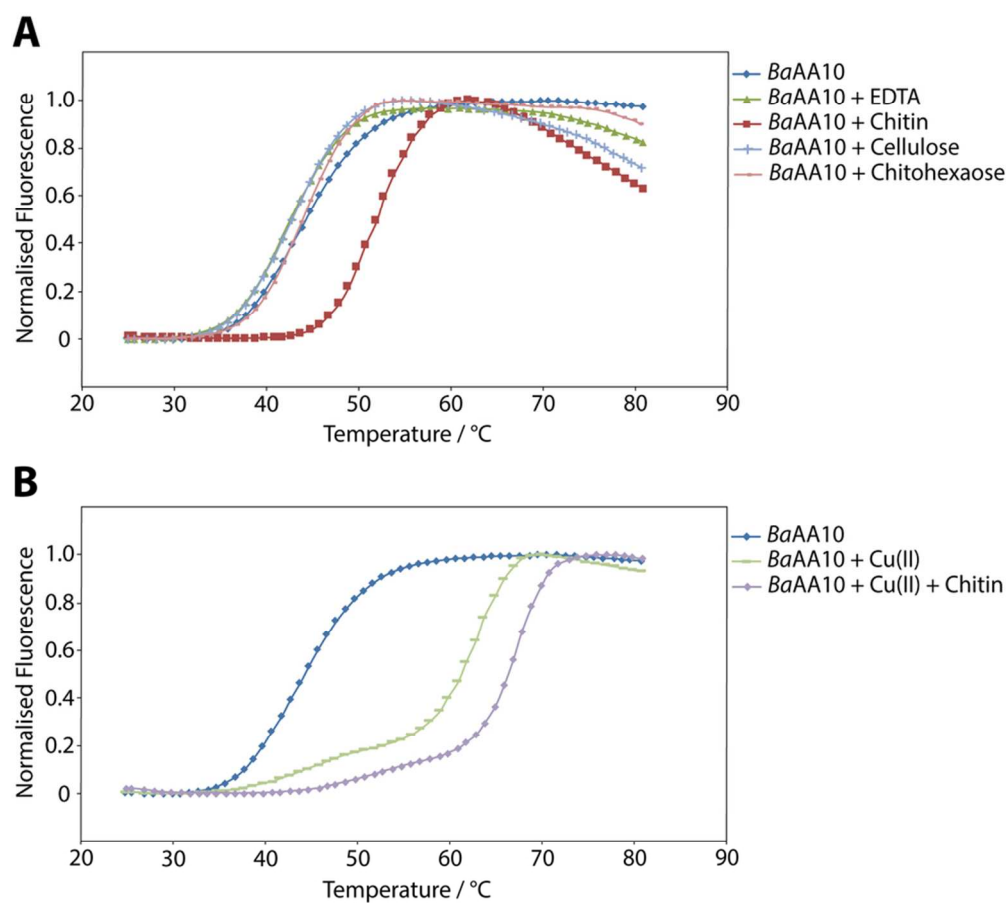 A
BaAA10
BaAA10 + EDTA
BaAA10 + Chitin
BaAA10 + Cellulose
BaAA10 + Chitohexaose
Normalised Fluorescence
1.0
0.8
0.6
0.4
0.2
0
20 30 40 50 60 70 80 90
Temperature / °C
B
BaAA10
BaAA10 + Cu(II)
BaAA10 + Cu(II) + Chitin
Normalised Fluorescence
1.0
0.8
0.6
0.4
0.2
0
20 30 40 50 60 70 80 90
Temperature / °C